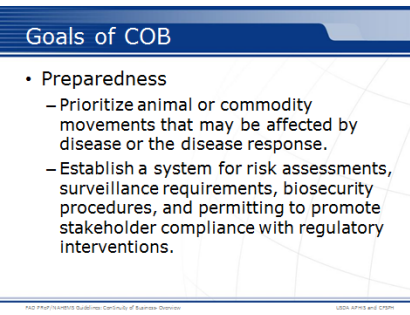 Goals of COB
• Preparedness
– Prioritize animal or commodity
movements that may be affected by
disease or the disease response.
– Establish a system for risk assessments,
surveillance requirements, biosecurity
procedures, and permitting to promote
stakeholder compliance with regulatory
interventions.
FAD PReP/NAHEMS Guidelines: Continuity of Business- Overview
USDA APHIS and CFSPH